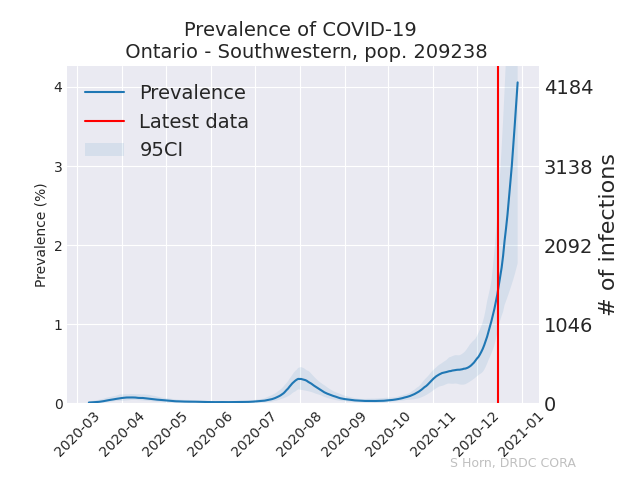 Prevalence of COVID-19
Ontario - Southwestern, pop. 209238
Prevalence
Latest data
95CI
4
3
2
1
0
Prevalence (%)
4184
3138
2092
1046
0
# of infections
2020-03
2020-04
2020-05
2020-06
2020-07
2020-08
2020-09
2020-10
2020-11
2020-12
2021-01
S Horn, DRDC CORA